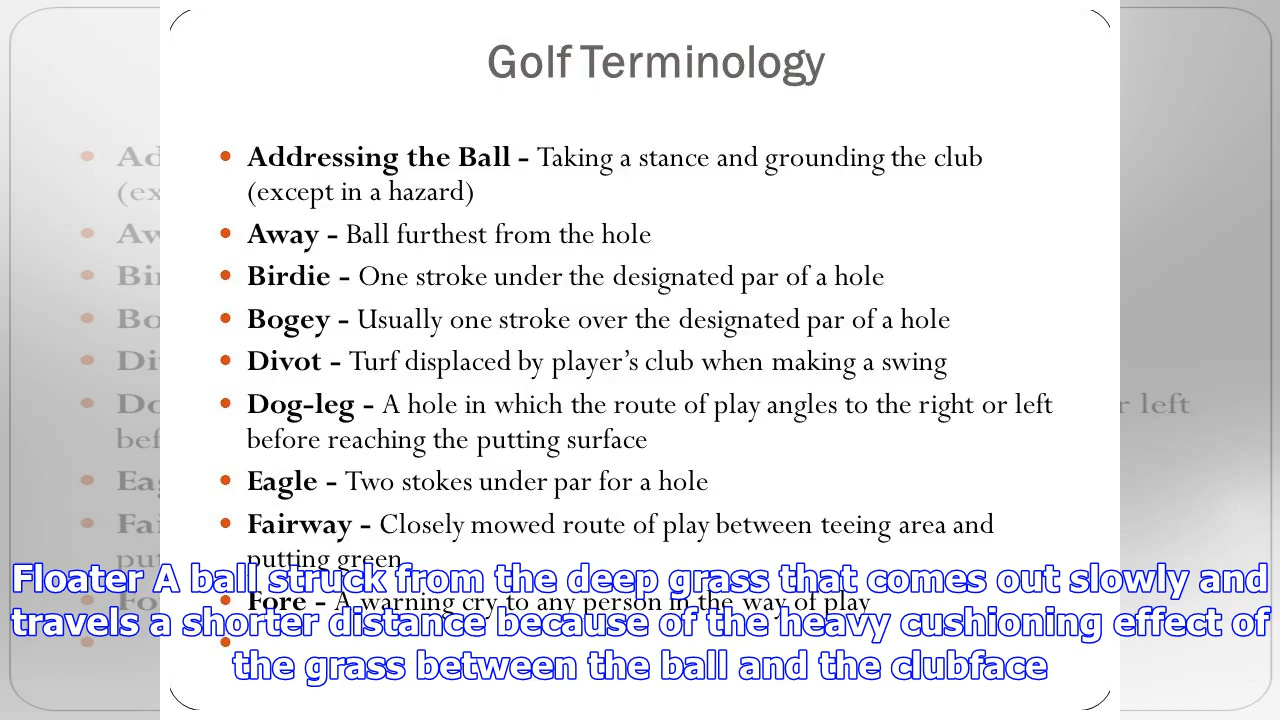 Golf Terminology
• Addressing the Ball - Taking a stance and grounding the club
(except in a hazard)
• Away - Ball furthest from the hole
• Birdie - One stroke under the designated par of a hole
• Bogey - Usually one stroke over the designated par of a hole
• Divot - Turf displaced by player's club when making a swing
• Dog-leg - A hole in which the route of play angles to the right or left
before reaching the putting surface
• Eagle - Two stokes under par for a hole
• Fairway - Closely mowed route of play between teeing area and
putting green
• Fore - A warning cry to any person in the way of play
Floater A ball struck from the deep grass that comes out slowly and
travels a shorter distance because of the heavy cushioning effect of
the grass between the ball and the clubface